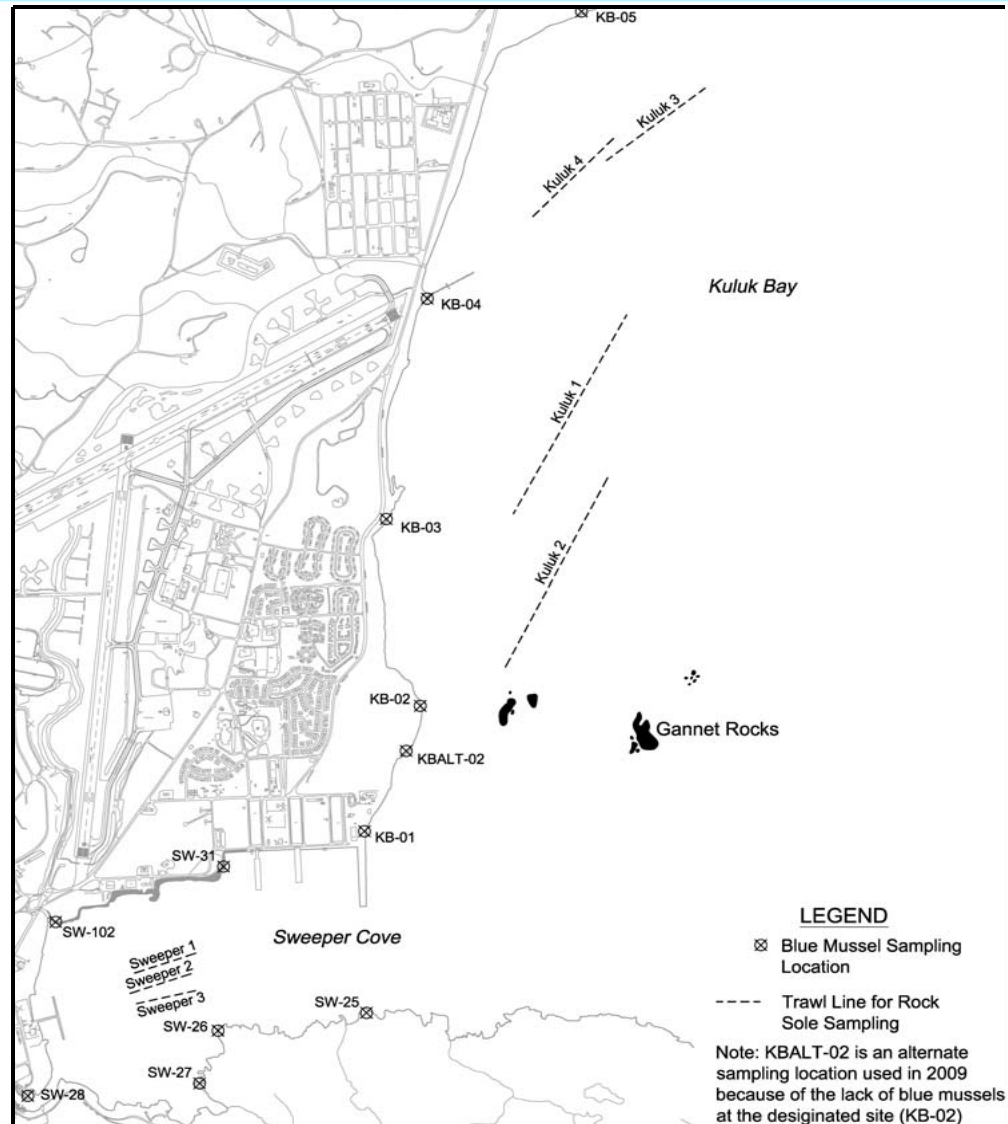 KB-05
Kuluk 3
Kuluk 4
Kuluk Bay
KB-04
Kuluk 1
KB-03
Kuluk 2
KB-02
Gannet Rocks
KBALT-02
KB-01
SW-31
SW-102
Sweeper Cove
Sweeper 1
Sweeper 2
Sweeper 3
SW-25
SW-26
SW-27
SW-28
LEGEND
Blue Mussel Sampling
Location
Trawl Line for Rock
Sole Sampling
Note: KBALT-02 is an alternate
sampling location used in 2009
because of the lack of blue mussels
at the desiginated site (KB-02)